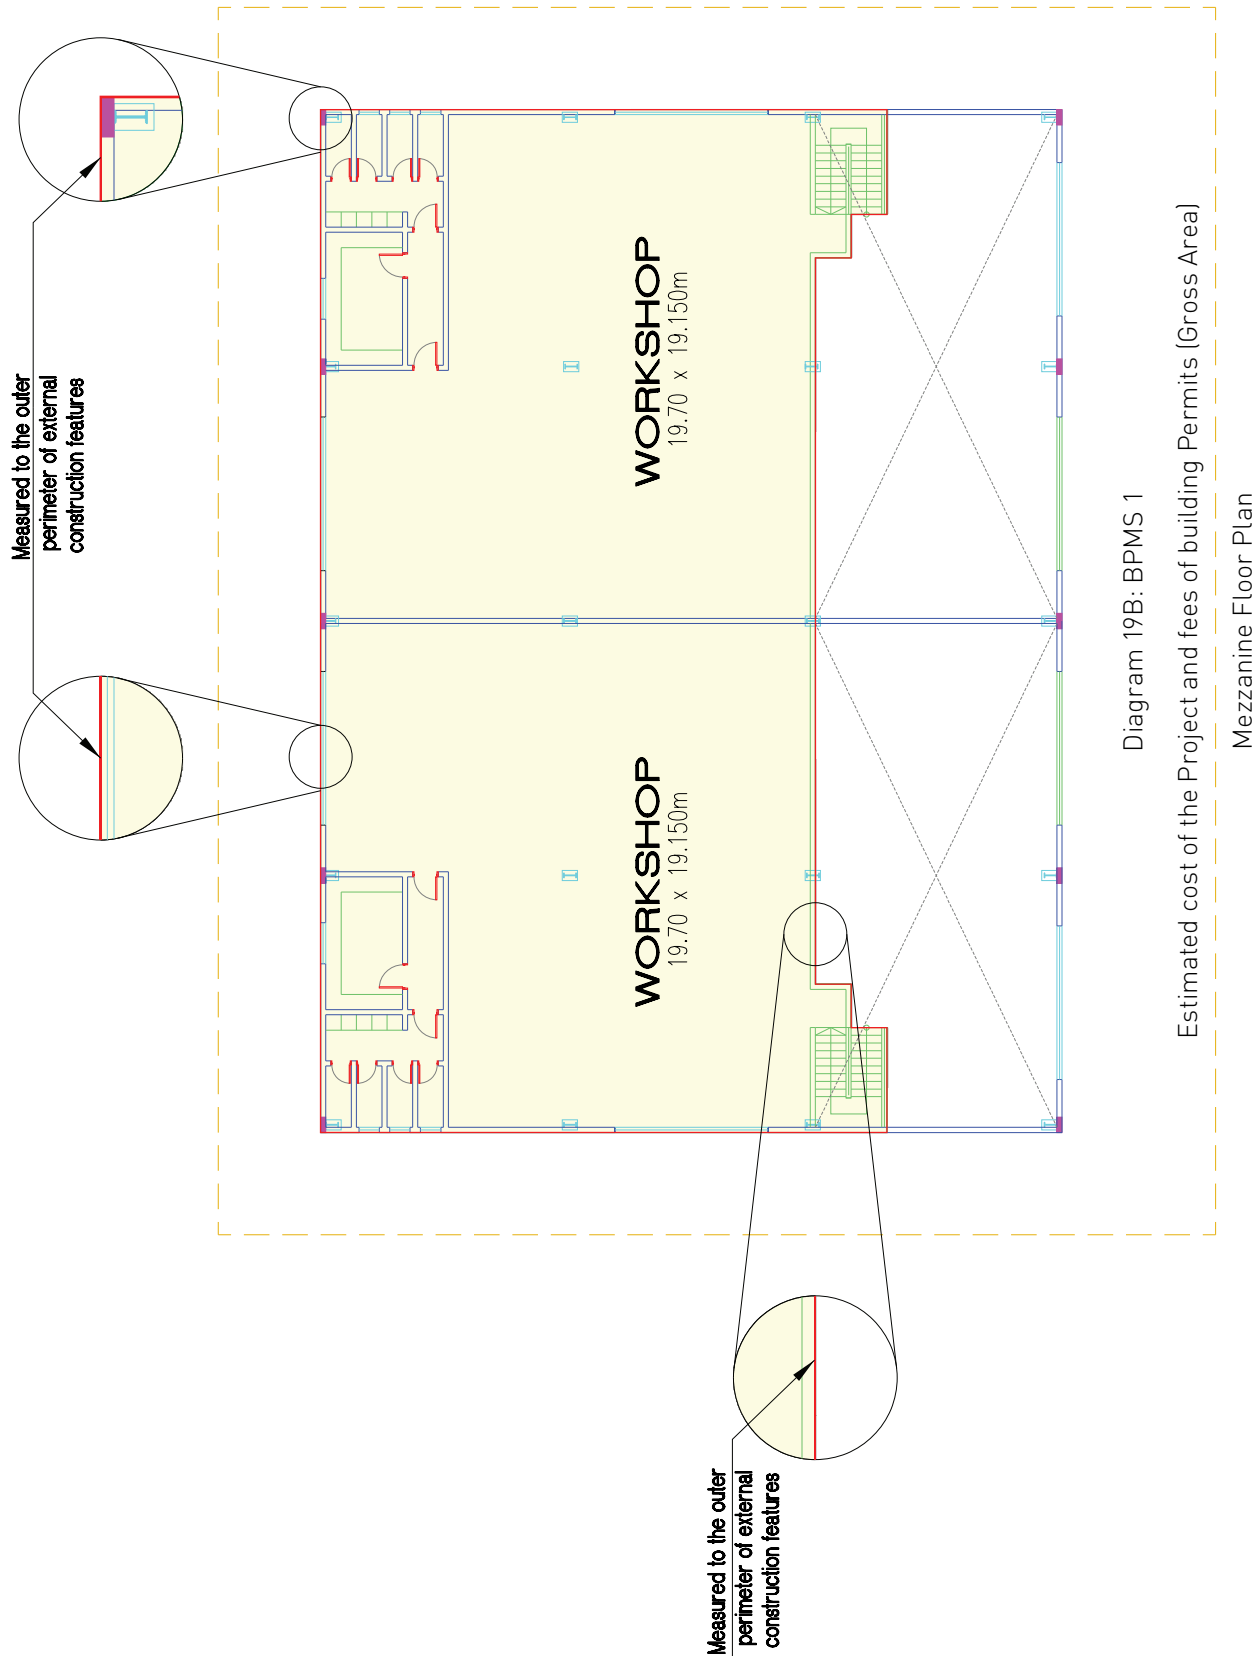 Measured to the outer
perimeter of external
construction features
WORKSHOP
19.70 x 19.150m
WORKSHOP
19.70 x 19.150m
Measured to the outer
perimeter of external
construction features
Diagram 19B: BPMS 1
Estimated cost of the Project and fees of building Permits (Gross Area)
Mezzanine Floor Plan